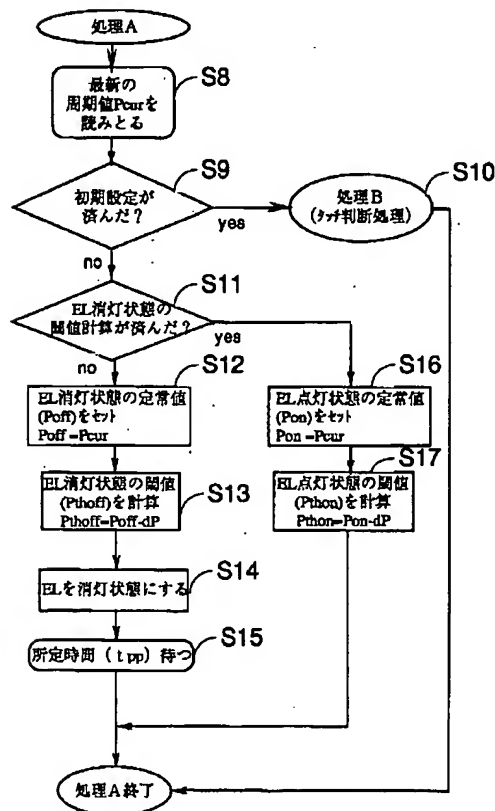 処理A
最新の
周期値Pcurを
読みとる
S8
初期設定が
済んだ?
S9
yes
処理B
(ﾀｯﾁ判断処理)
S10
no
EL消灯状態の
閾値計算が済んだ?
S11
yes
no
EL消灯状態の定常値
(Poff)をセット
Poff=Pcur
S12
EL点灯状態の定常値
(Pon)をセット
Pon=Pcur
S16
EL消灯状態の閾値
(Pthoff)を計算
Pthoff=Poff-dP
S13
EL点灯状態の閾値
(Pthon)を計算
Pthon=Pon-dP
S17
ELを消灯状態にする
S14
所定時間(tpp)待つ
S15
処理A終了